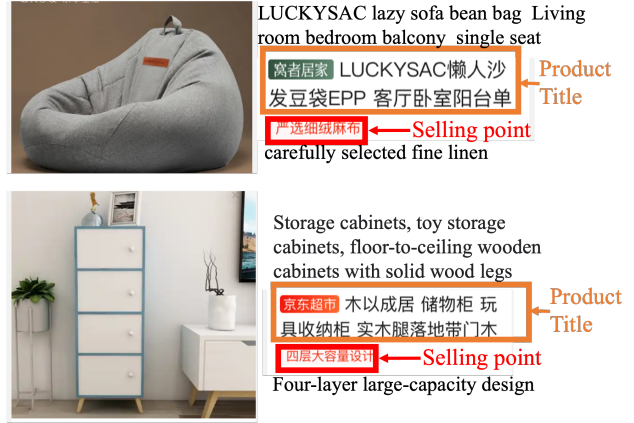 LUCKYSAC lazy sofa bean bag Living
room bedroom balcony single seat
窝者居家 LUCKYSAC懒人沙
发豆袋EPP 客厅卧室阳台单
Product
Title
严选细绒麻布
Selling point
carefully selected fine linen
Storage cabinets, toy storage
cabinets, floor-to-ceiling wooden
cabinets with solid wood legs
京东超市 木以成居 储物柜 玩
具收纳柜 实木腿落地带门木
Product
Title
四层大容量设计
Selling point
Four-layer large-capacity design